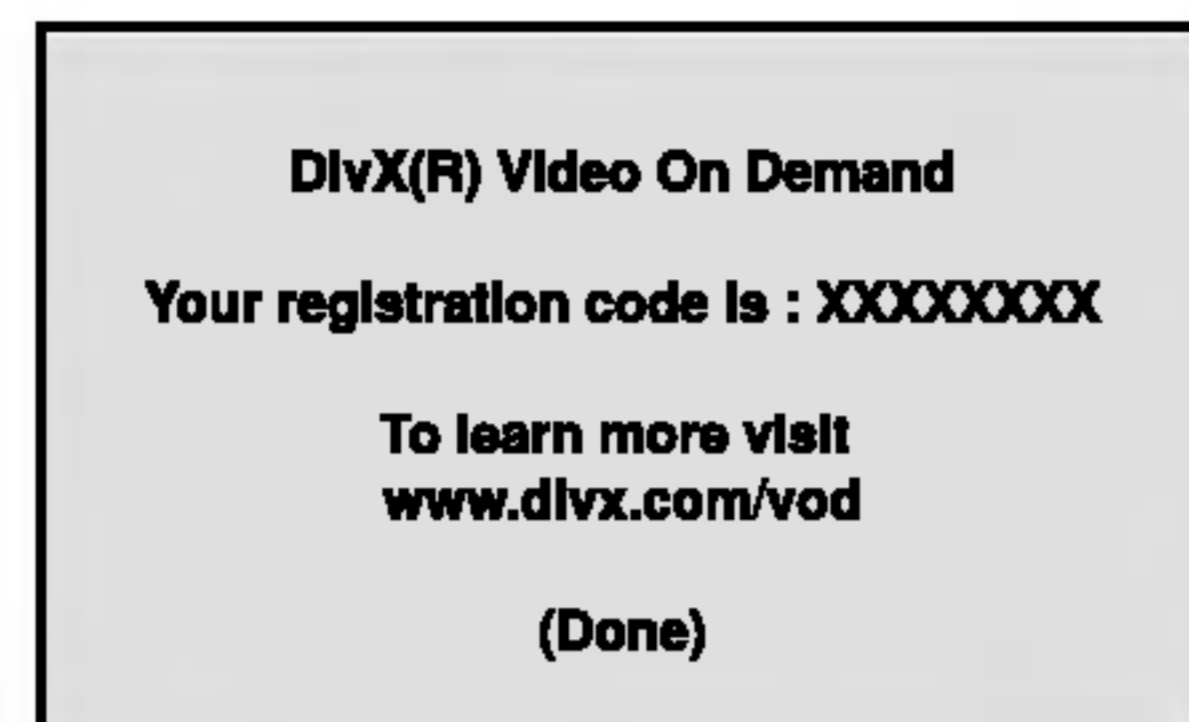 DivX(R) Video On Demand
Your registration code is : XXXXXXXX
To learn more visit
www.divx.com/vod
(Done)